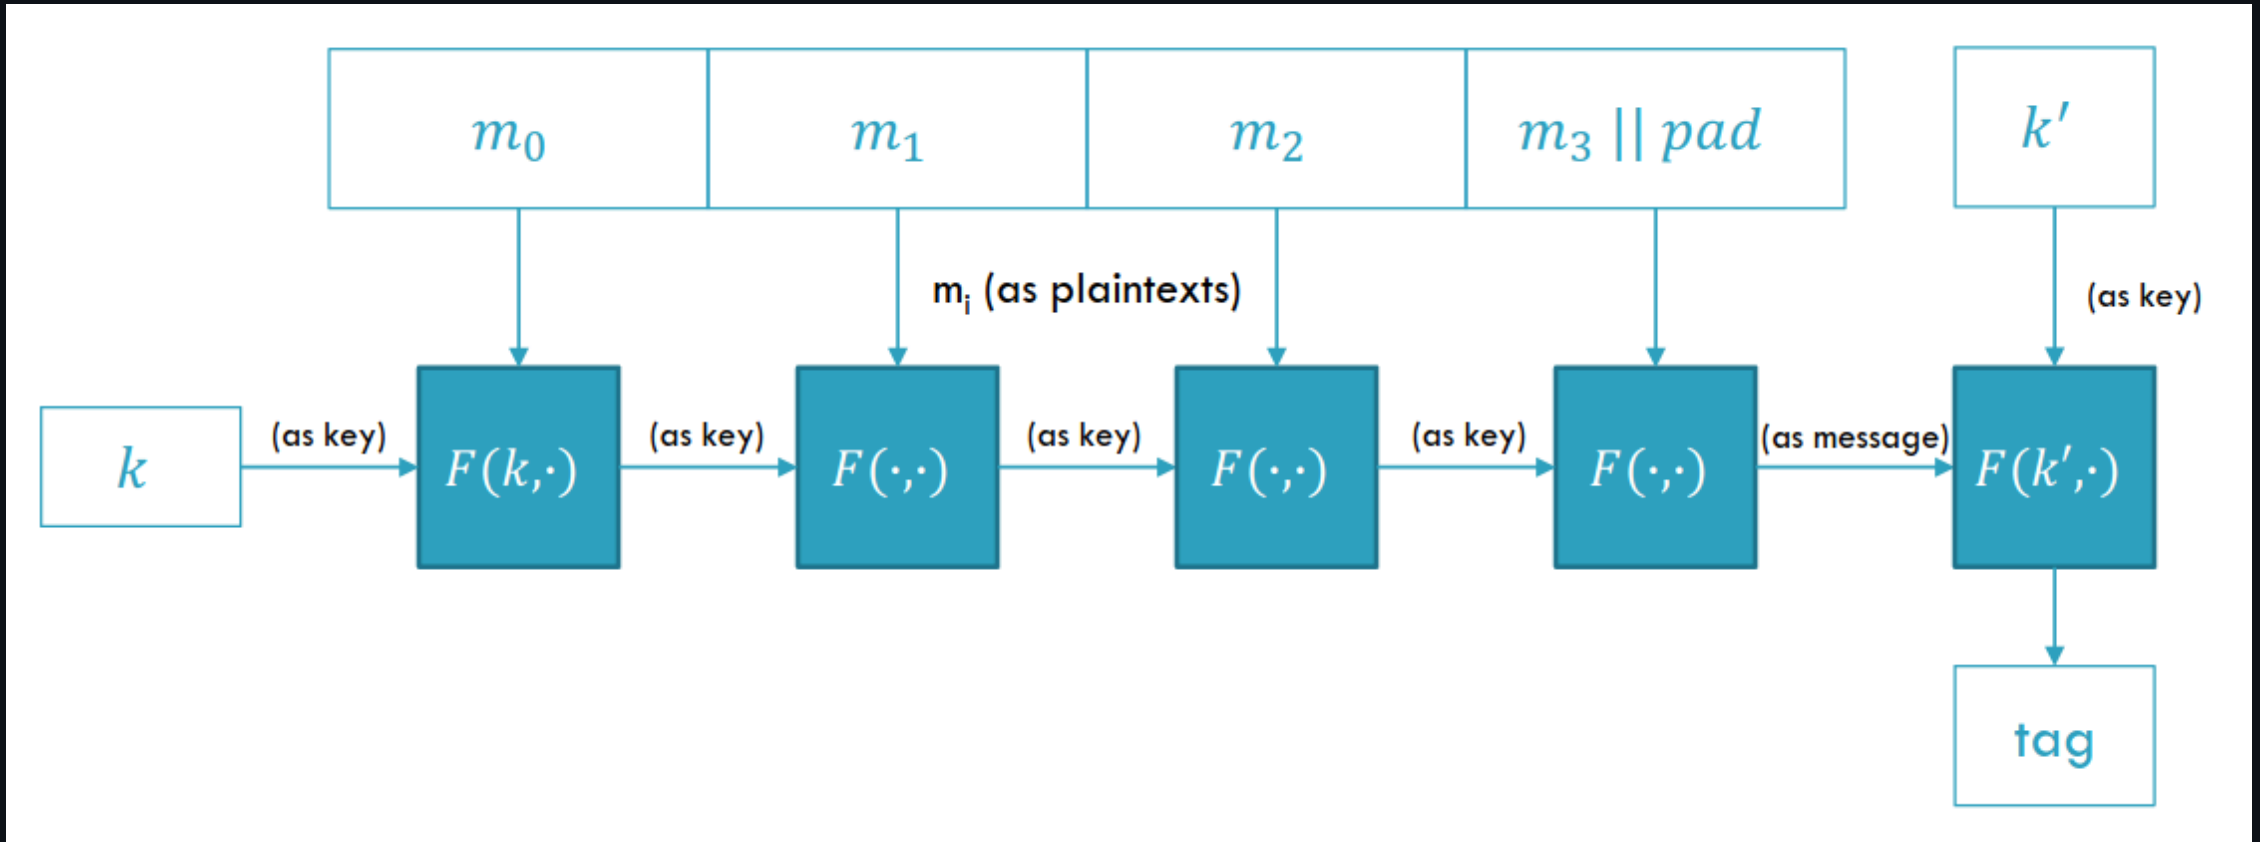 m₀ m₁ m₂ m₃ || pad k′
mᵢ (as plaintexts) (as key)
(as key) (as key) (as key) (as key) (as message)
k F(k,·) F(·,·) F(·,·) F(·,·) F(k′,·)
tag